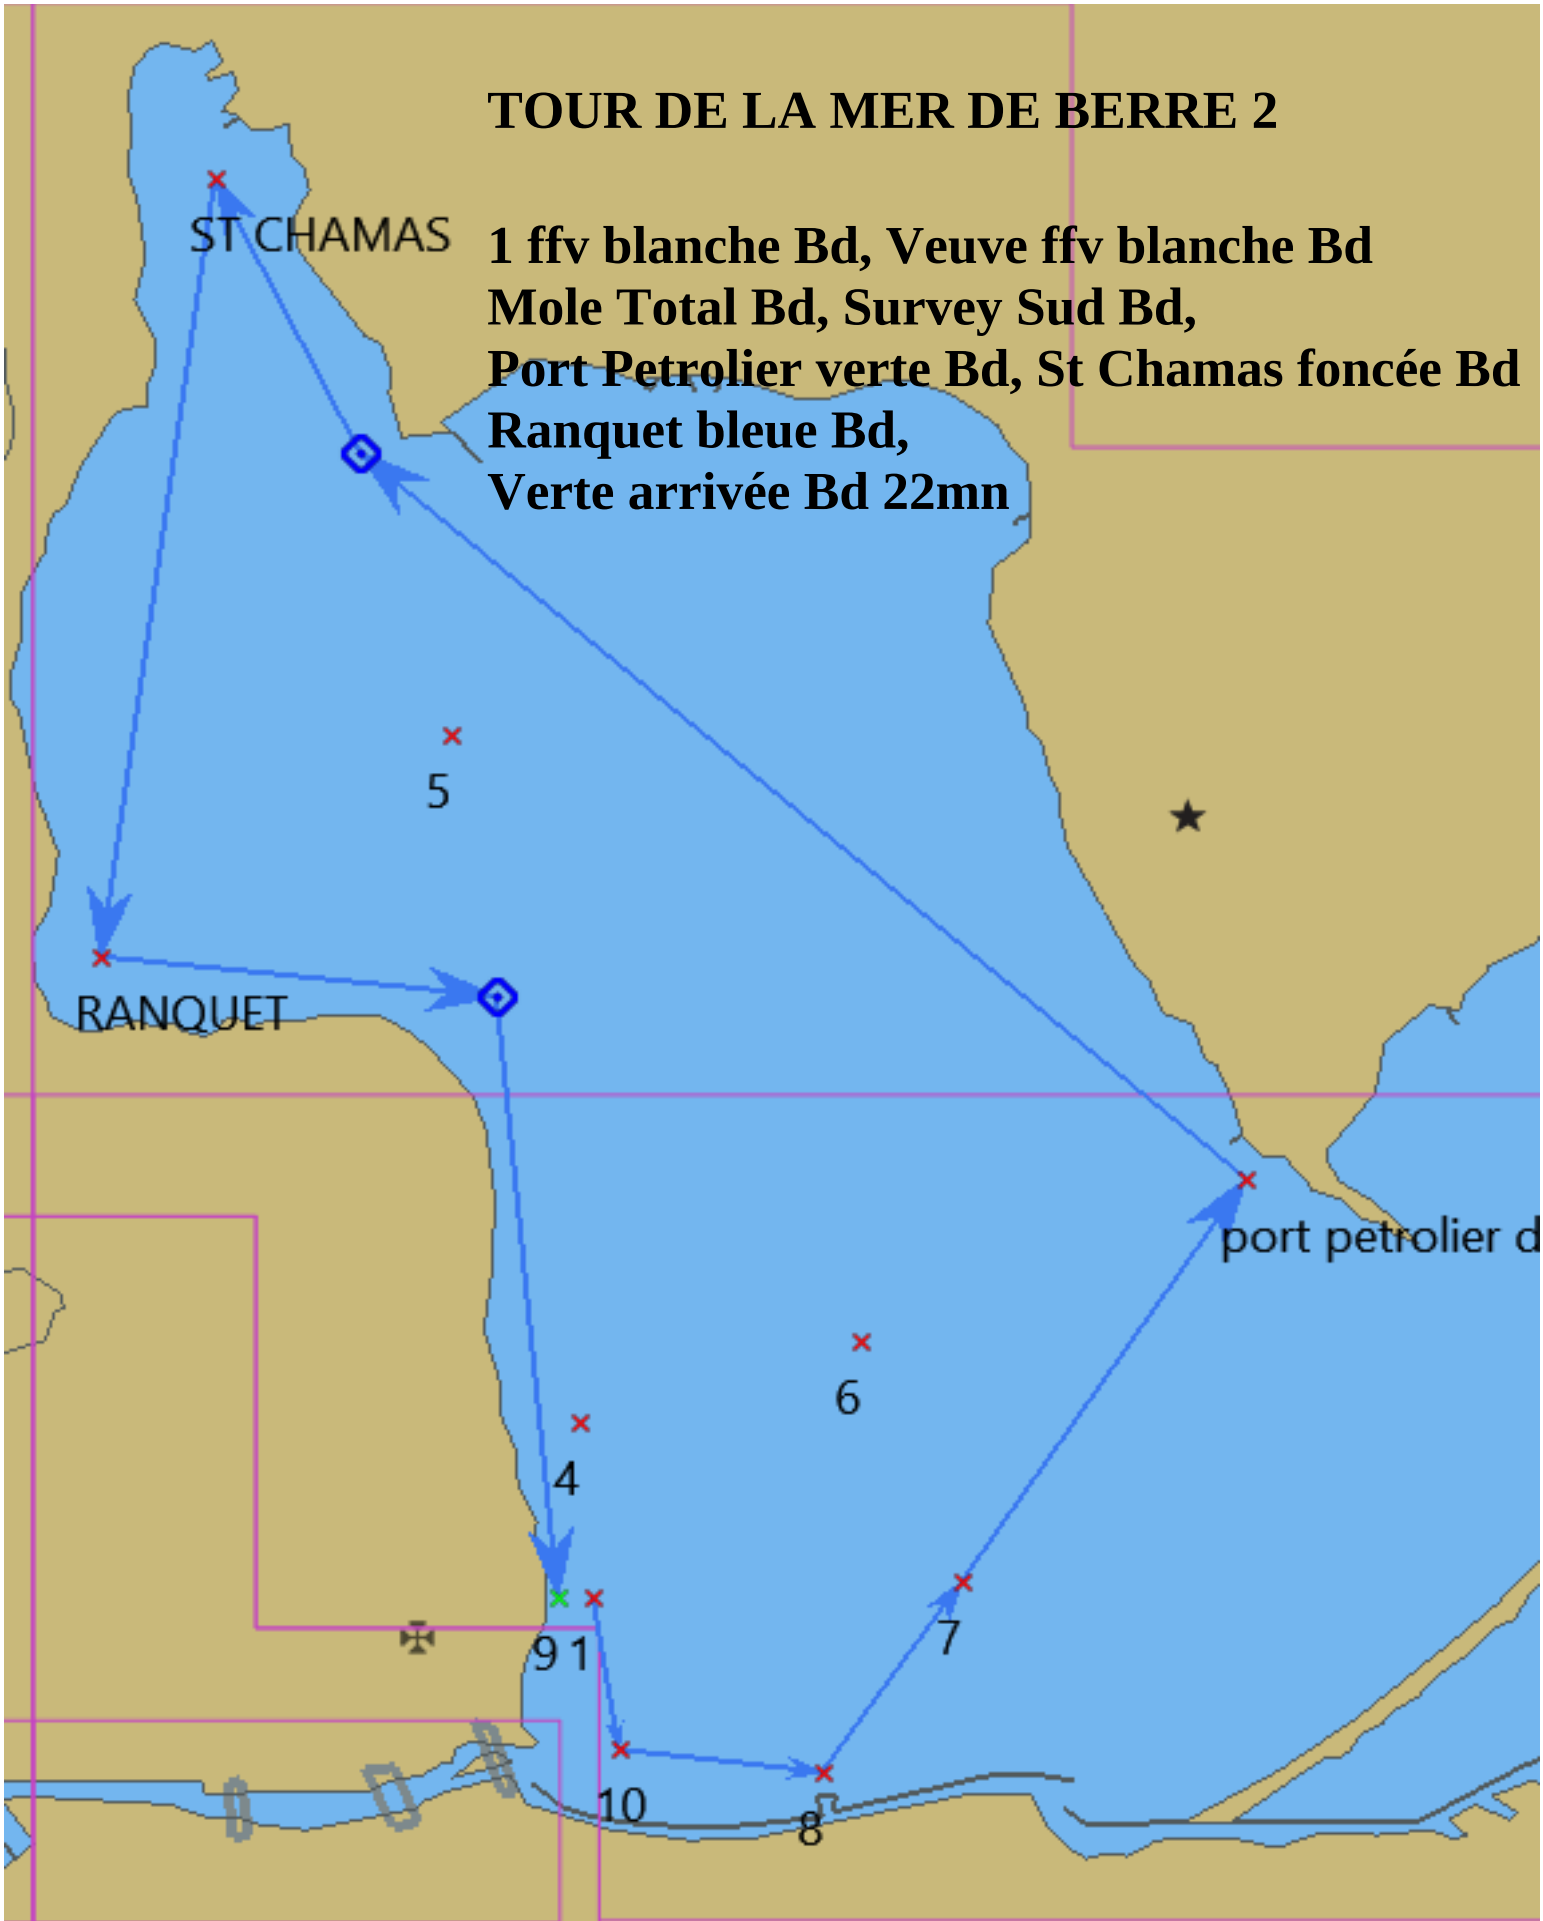 TOUR DE LA MER DE BERRE 2
1 ffv blanche Bd, Veuve ffv blanche Bd
Mole Total Bd, Survey Sud Bd,
Port Petrolier verte Bd, St Chamas foncée Bd
Ranquet bleue Bd,
Verte arrivée Bd 22mn
ST CHAMAS
5
RANQUET
port petrolier d
6
4
7
9 1
10
8